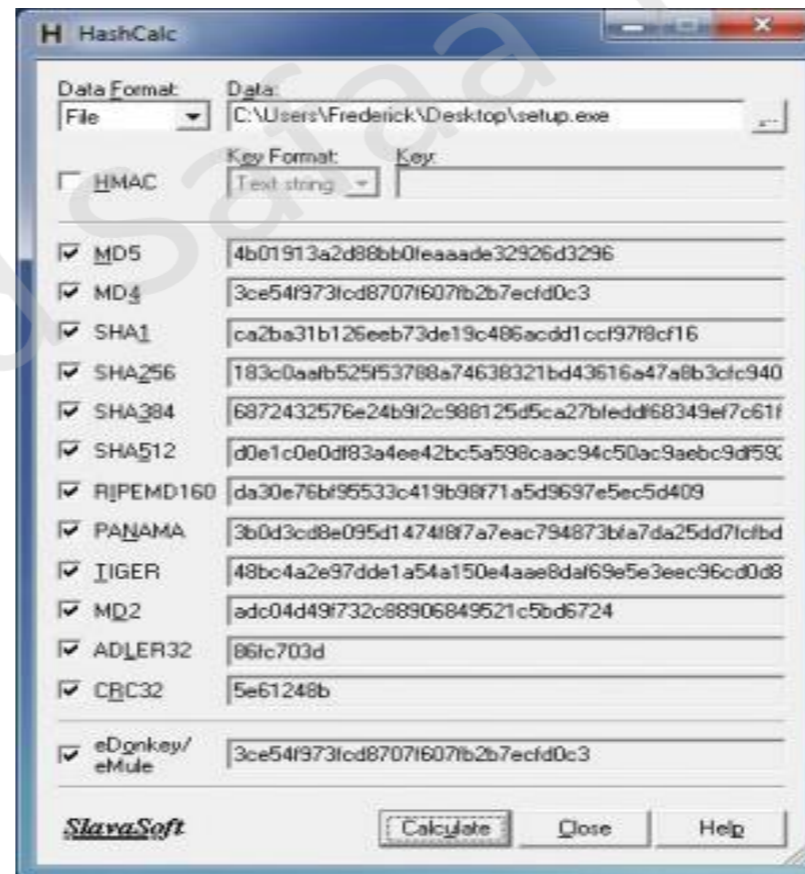 H HashCalc
Data Format: Data:
File C:\Users\Frederick\Desktop\setup.exe ...
Key Format: Key:
HMAC Text string
MD5 4b01913a2d88bb0feaaade32926d3296
MD4 3ce54f973fcd8707f607fb2b7ecfd0c3
SHA1 ca2ba31b126eeb73de19c486acdd1ccf97f8cf16
SHA256 183c0aafb525f53788a74638321bd43616a47a8b3cfc940
SHA384 6872432576e24b9f2c988125d5ca27bfeddf68349ef7c61f
SHA512 d0e1c0e0df83a4ee42bc5a598caac94c50ac9aebc9df592
RIPEMD160 da30e76bf95533c419b98f71a5d9697e5ec5d409
PANAMA 3b0d3cd8e095d1474f8f7a7eac794873bfa7da25dd7fcfbd
TIGER 48bc4a2e97dde1a54a150e4aae8daf69e5e3eec96cd0d8
MD2 adc04d49f732c88906849521c5bd6724
ADLER32 86fc703d
CRC32 5e61248b
eDonkey/
eMule 3ce54f973fcd8707f607fb2b7ecfd0c3
SlavaSoft Calculate Close Help